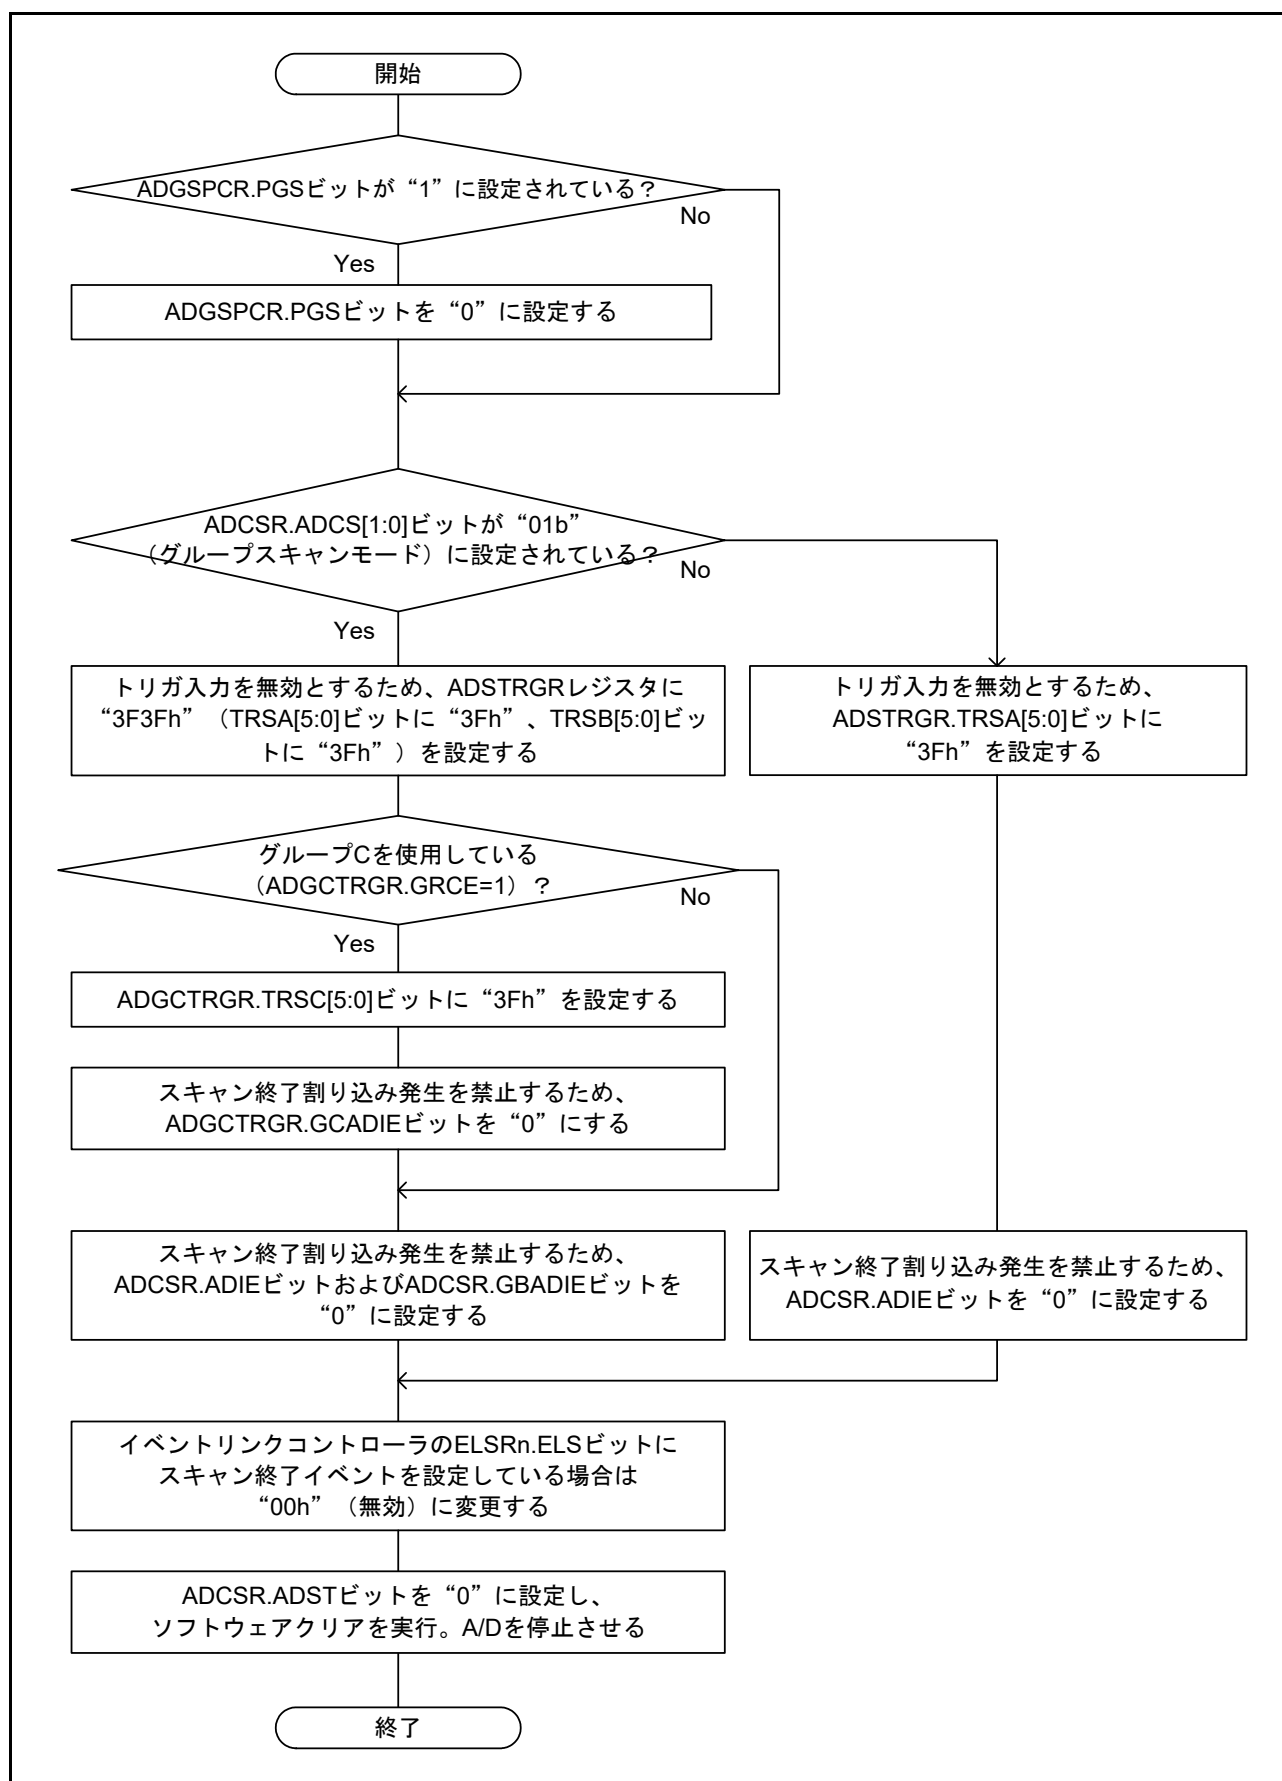 開始
ADGSPCR.PGSビットが“1”に設定されている？
No
Yes
ADGSPCR.PGSビットを“0”に設定する
ADCSR.ADCS[1:0]ビットが“01b”
（グループスキャンモード）に設定されている？
No
Yes
トリガ入力を無効とするため、ADSTRGRレジスタに
“3F3Fh”（TRSA[5:0]ビットに“3Fh”、TRSB[5:0]ビッ
トに“3Fh”）を設定する
トリガ入力を無効とするため、
ADSTRGR.TRSA[5:0]ビットに
“3Fh”を設定する
グループCを使用している
（ADGCTRGR.GRCE=1）？
No
Yes
ADGCTRGR.TRSC[5:0]ビットに“3Fh”を設定する
スキャン終了割り込み発生を禁止するため、
ADGCTRGR.GCADIEビットを“0”にする
スキャン終了割り込み発生を禁止するため、
ADCSR.ADIEビットおよびADCSR.GBADIEビットを
“0”に設定する
スキャン終了割り込み発生を禁止するため、
ADCSR.ADIEビットを“0”に設定する
イベントリンクコントローラのELSRn.ELSビットに
スキャン終了イベントを設定している場合は
“00h”（無効）に変更する
ADCSR.ADSTビットを“0”に設定し、
ソフトウェアクリアを実行。A/Dを停止させる
終了